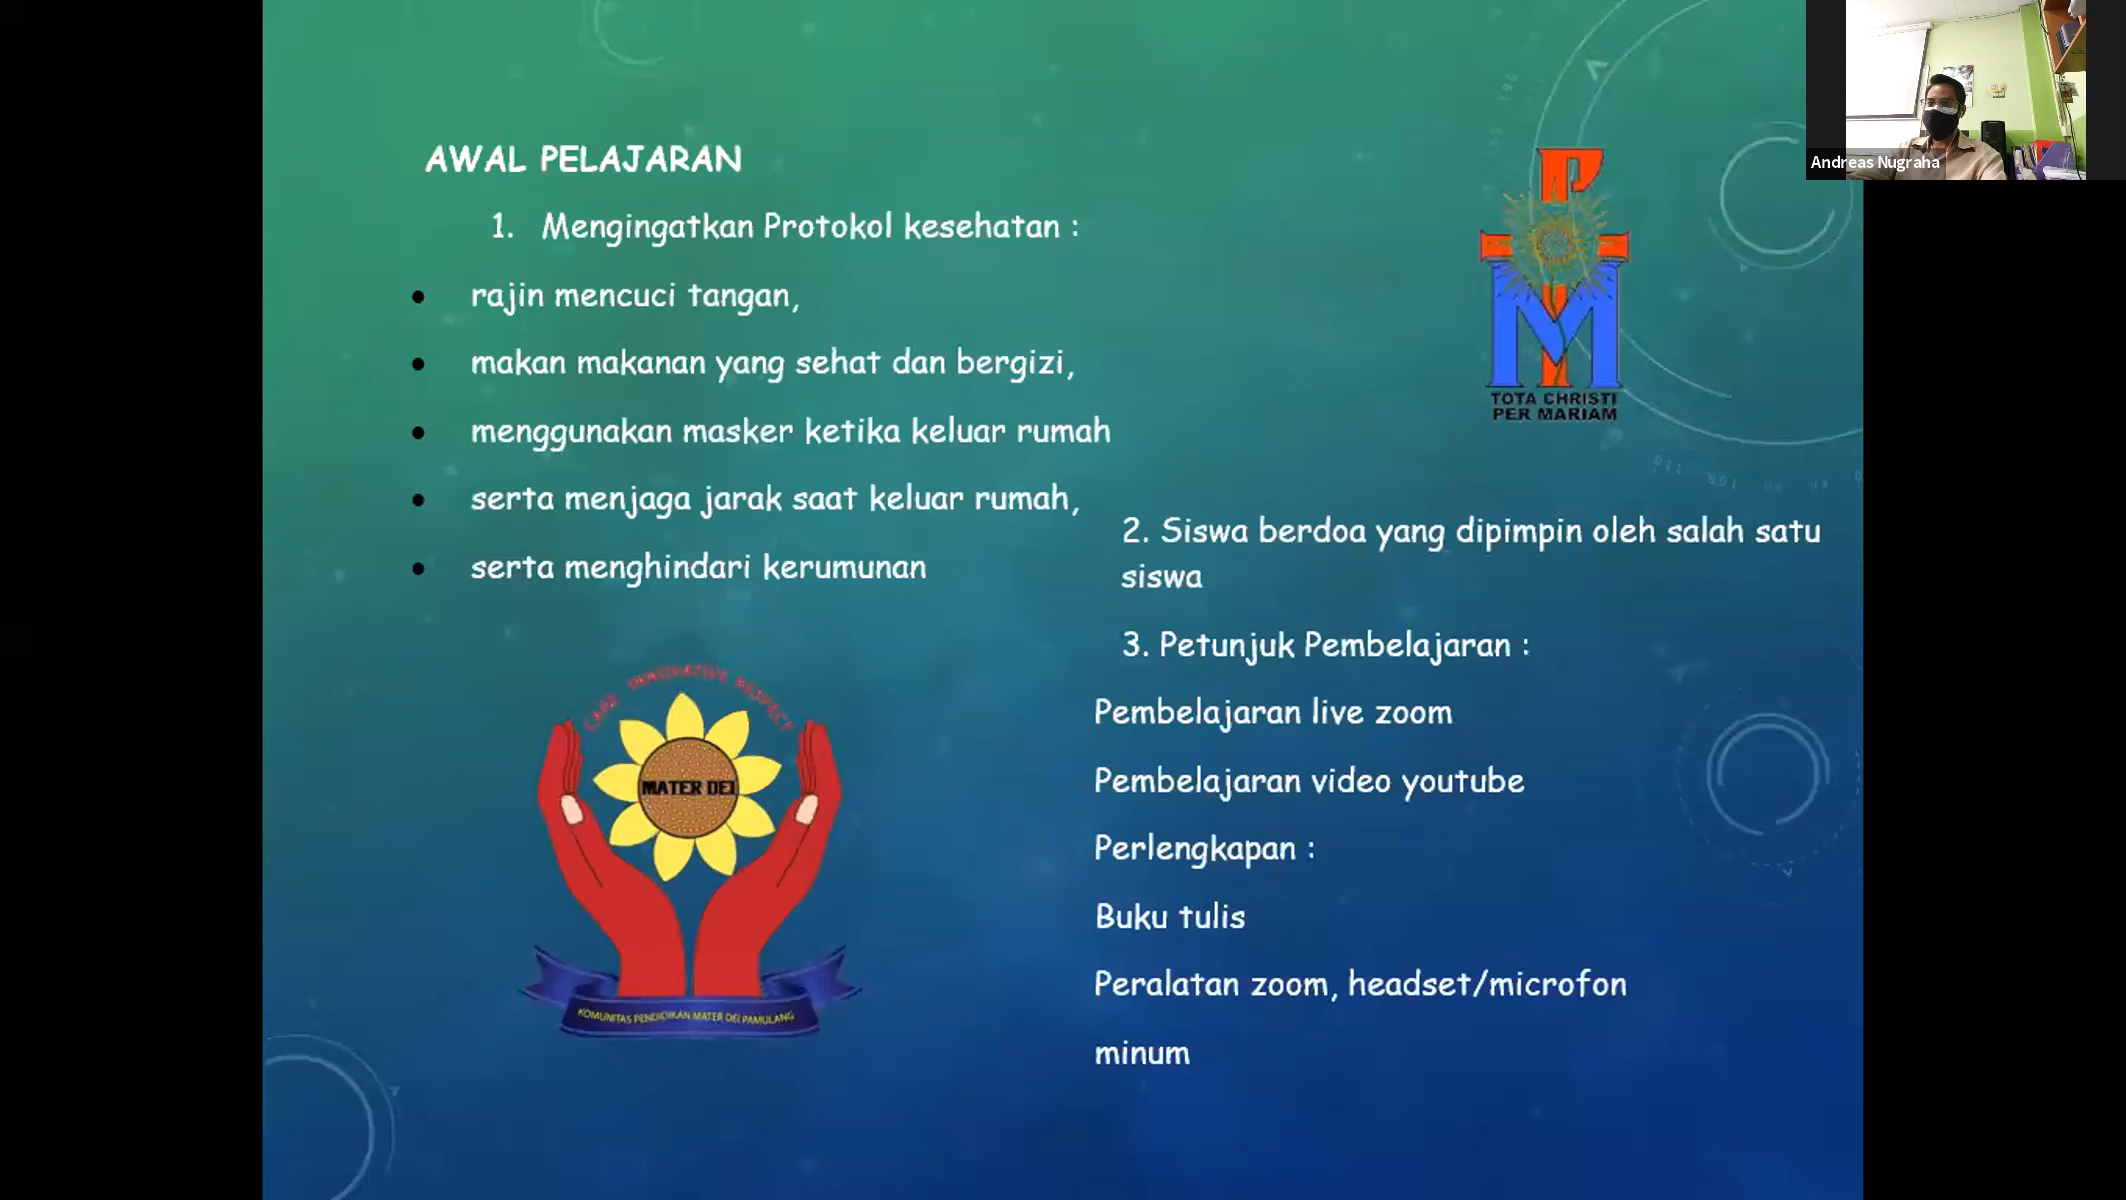 AWAL PELAJARAN
1. Mengingatkan Protokol kesehatan :
• rajin mencuci tangan,
• makan makanan yang sehat dan bergizi,
• menggunakan masker ketika keluar rumah
• serta menjaga jarak saat keluar rumah,
• serta menghindari kerumunan
CARE INNOVATIVE RESPECT
MATER DEI
KOMUNITAS PENDIDIKAN MATER DEI PAMULANG
Andreas Nugraha
TOTA CHRISTI
PER MARIAM
2. Siswa berdoa yang dipimpin oleh salah satu
siswa
3. Petunjuk Pembelajaran :
Pembelajaran live zoom
Pembelajaran video youtube
Perlengkapan :
Buku tulis
Peralatan zoom, headset/microfon
minum